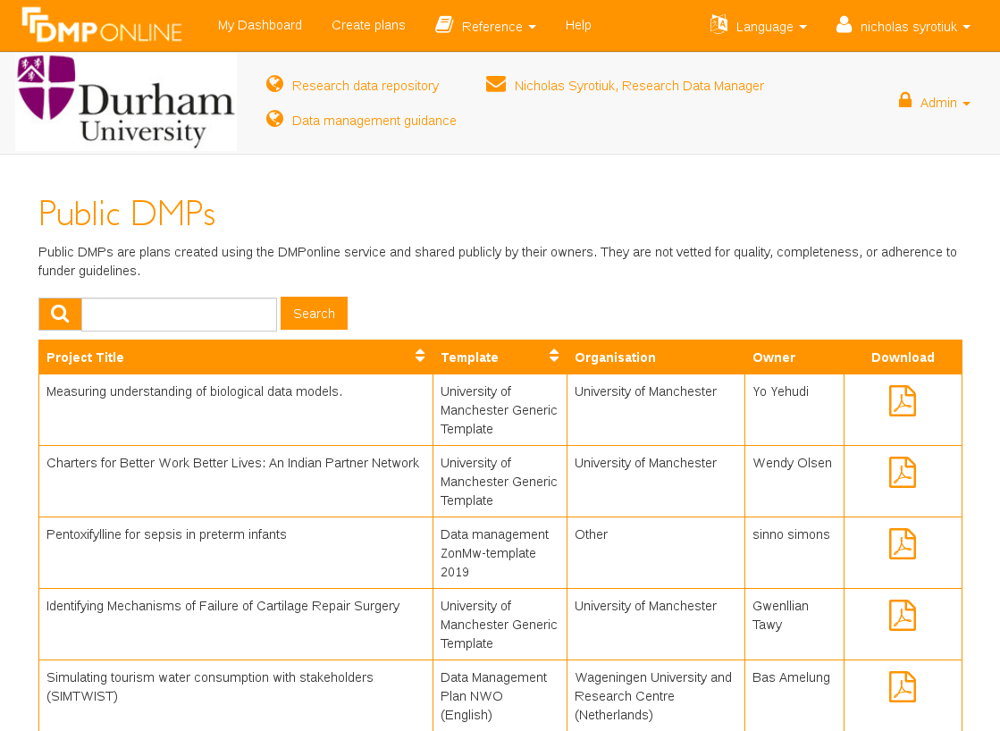 DMPONLINE
My Dashboard
Create plans
Reference
Help
Language
nicholas syrotiuk
Durham
University
Research data repository
Nicholas Syrotiuk, Research Data Manager
Data management guidance
Admin
Public DMPs
Public DMPs are plans created using the DMPonline service and shared publicly by their owners. They are not vetted for quality, completeness, or adherence to
funder guidelines.
Search
Project Title
Template
Organisation
Owner
Download
Measuring understanding of biological data models.
University of
Manchester Generic
Template
University of Manchester
Yo Yehudi
Charters for Better Work Better Lives: An Indian Partner Network
University of
Manchester Generic
Template
University of Manchester
Wendy Olsen
Pentoxifylline for sepsis in preterm infants
Data management
ZonMw-template
2019
Other
sinno simons
Identifying Mechanisms of Failure of Cartilage Repair Surgery
University of
Manchester Generic
Template
University of Manchester
Gwenllian
Tawy
Simulating tourism water consumption with stakeholders
(SIMTWIST)
Data Management
Plan NWO
(English)
Wageningen University and
Research Centre
(Netherlands)
Bas Amelung